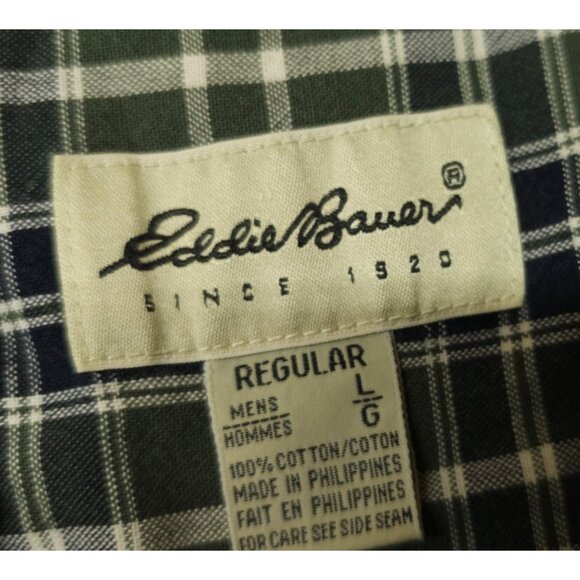 Eddie Bauer ®
SINCE 1920
REGULAR
MENS L
HOMMES G
100% COTTON/COTON
MADE IN PHILIPPINES
FAIT EN PHILIPPINES
FOR CARE SEE SIDE SEAM